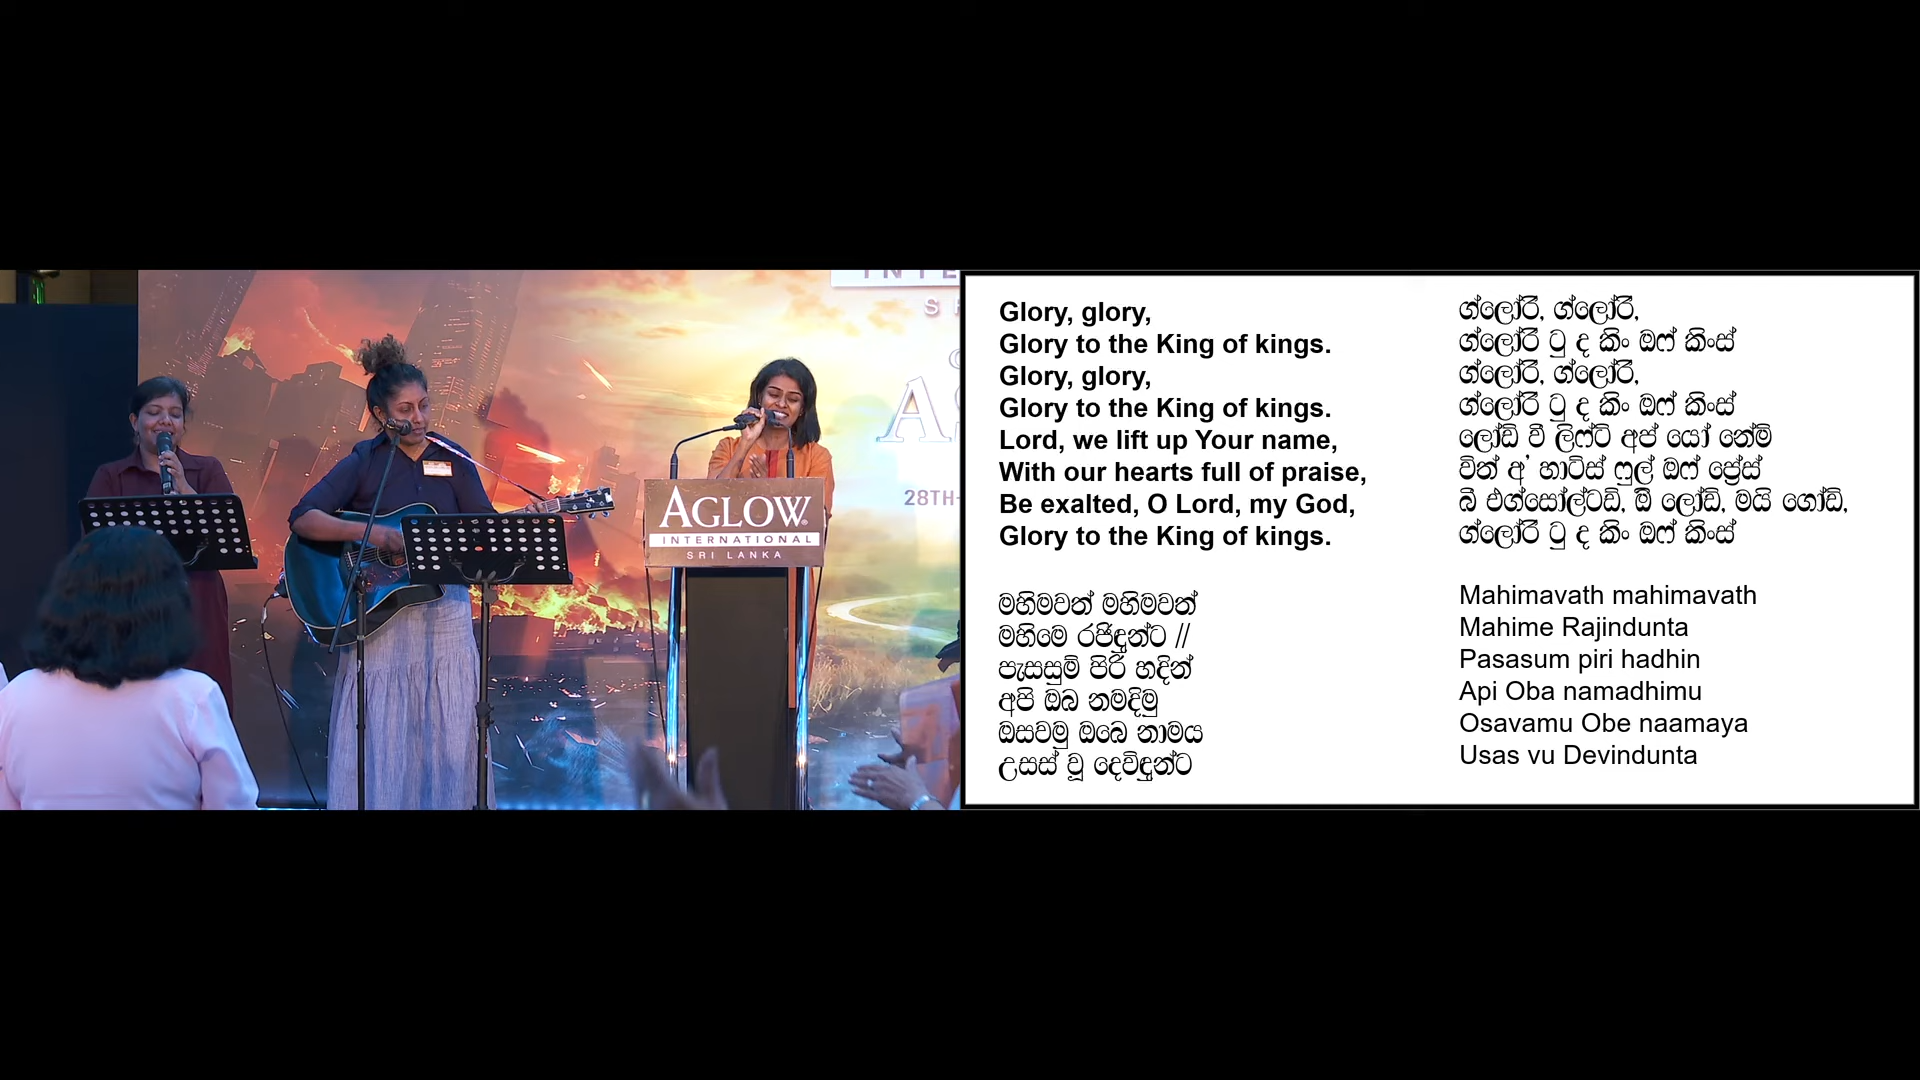 INTE
S R
AS
28TH-
AGLOW®
INTERNATIONAL
SRI LANKA
Glory, glory,
Glory to the King of kings.
Glory, glory,
Glory to the King of kings.
Lord, we lift up Your name,
With our hearts full of praise,
Be exalted, O Lord, my God,
Glory to the King of kings.
මහිමවත් මහිමවත්
මහිමෙ රජිඳුන්ට //
පැසසුම් පිරි හදින්
අපි ඔබ නමදිමු
ඔසවමු ඔබෙ නාමය
උසස් වූ දෙවිඳුන්ට
ග්ලෝරි, ග්ලෝරි,
ග්ලෝරි ටු ද කිං ඔෆ් කිංස්
ග්ලෝරි, ග්ලෝරි,
ග්ලෝරි ටු ද කිං ඔෆ් කිංස්
ලෝඩ් වී ලිෆ්ට් අප් යෝ නේම්
විත් අ' හාට්ස් ෆුල් ඔෆ් ප්‍රේස්
බී එග්සෝල්ටඩ්, ඕ ලෝඩ්, මයි ගෝඩ්,
ග්ලෝරි ටු ද කිං ඔෆ් කිංස්
Mahimavath mahimavath
Mahime Rajindunta
Pasasum piri hadhin
Api Oba namadhimu
Osavamu Obe naamaya
Usas vu Devindunta